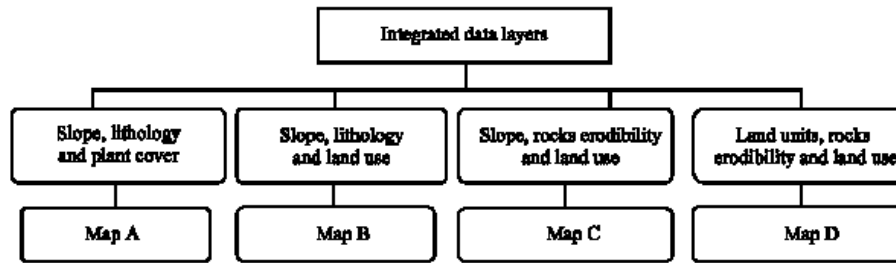 Integrated data layers
Slope, lithology
and plant cover
Slope, lithology
and land use
Slope, rocks erodibility
and land use
Land units, rocks
erodibility and land use
Map A
Map B
Map C
Map D